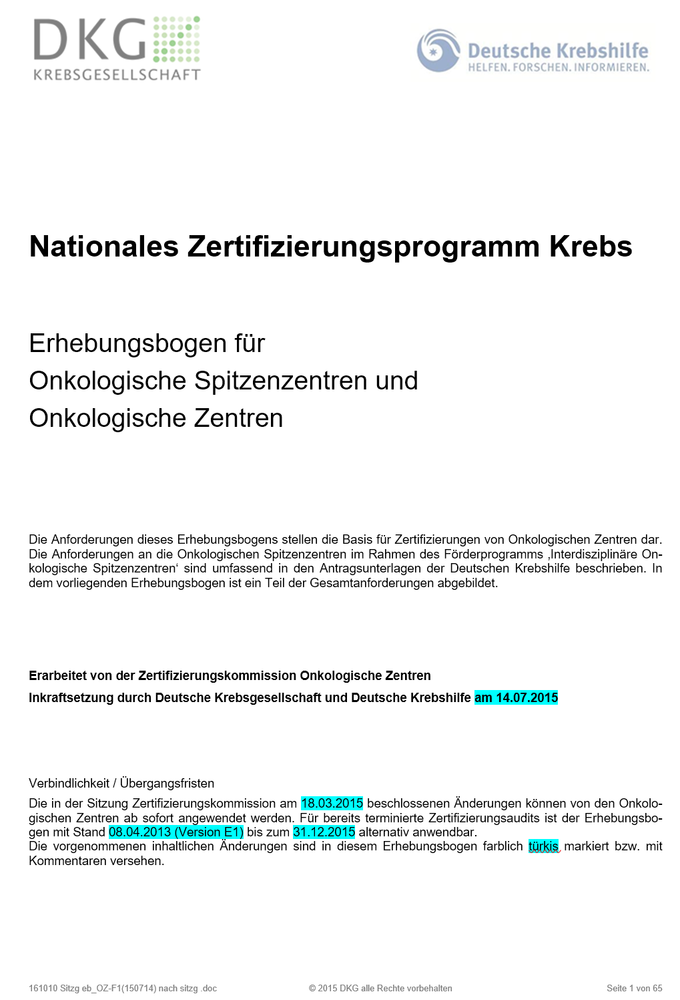 DKG
KREBSGESELLSCHAFT
Deutsche Krebshilfe
HELFEN. FORSCHEN. INFORMIEREN.
Nationales Zertifizierungsprogramm Krebs
Erhebungsbogen für
Onkologische Spitzenzentren und
Onkologische Zentren
Die Anforderungen dieses Erhebungsbogens stellen die Basis für Zertifizierungen von Onkologischen Zentren dar.
Die Anforderungen an die Onkologischen Spitzenzentren im Rahmen des Förderprogramms ‚Interdisziplinäre On-
kologische Spitzenzentren‘ sind umfassend in den Antragsunterlagen der Deutschen Krebshilfe beschrieben. In
dem vorliegenden Erhebungsbogen ist ein Teil der Gesamtanforderungen abgebildet.
Erarbeitet von der Zertifizierungskommission Onkologische Zentren
Inkraftsetzung durch Deutsche Krebsgesellschaft und Deutsche Krebshilfe am 14.07.2015
Verbindlichkeit / Übergangsfristen
Die in der Sitzung Zertifizierungskommission am 18.03.2015 beschlossenen Änderungen können von den Onkolo-
gischen Zentren ab sofort angewendet werden. Für bereits terminierte Zertifizierungsaudits ist der Erhebungsbo-
gen mit Stand 08.04.2013 (Version E1) bis zum 31.12.2015 alternativ anwendbar.
Die vorgenommenen inhaltlichen Änderungen sind in diesem Erhebungsbogen farblich türkis markiert bzw. mit
Kommentaren versehen.
161010 Sitzg eb_OZ-F1(150714) nach sitzg .doc
© 2015 DKG alle Rechte vorbehalten
Seite 1 von 65